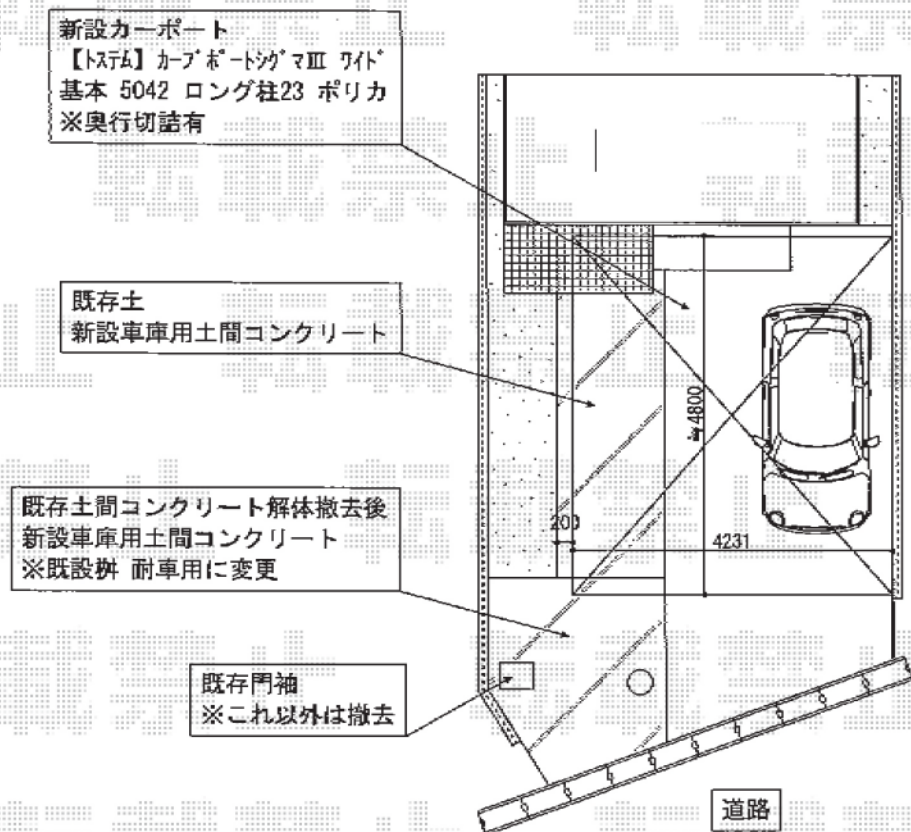 新設カーポート
【トステム】カーブポートシグマⅢ ワイド
基本 5042 ロング柱23 ポリカ
※奥行切詰有
既存土
新設車庫用土間コンクリート
≒4800
200
4231
既存土間コンクリート解体撤去後
新設車庫用土間コンクリート
※既設桝 耐車用に変更
既存門袖
※これ以外は撤去
道路